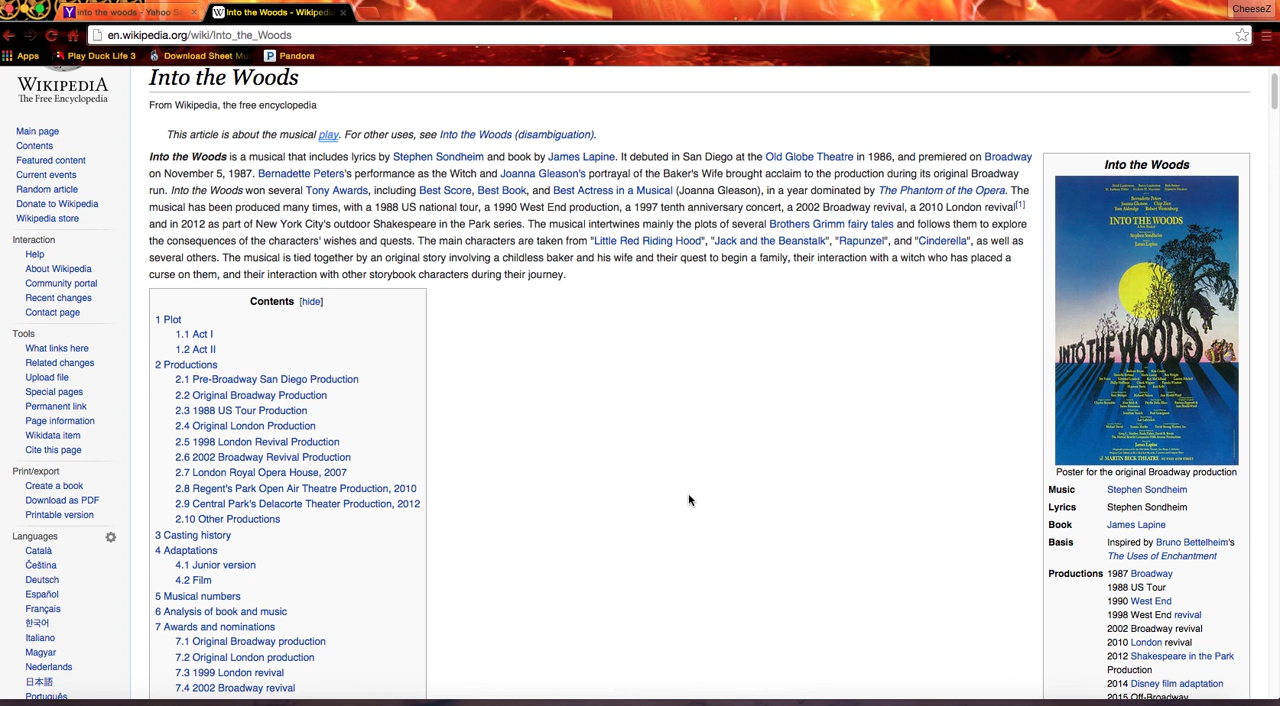 CheeseZ
into the woods - Yahoo S
Into the Woods - Wikipedi
en.wikipedia.org/wiki/Into_the_Woods
Apps
Play Duck Life 3
Download Sheet Mu
Pandora
WIKIPEDIA
The Free Encyclopedia
Main page
Contents
Featured content
Current events
Random article
Donate to Wikipedia
Wikipedia store
Interaction
Help
About Wikipedia
Community portal
Recent changes
Contact page
Tools
What links here
Related changes
Upload file
Special pages
Permanent link
Page information
Wikidata item
Cite this page
Print/export
Create a book
Download as PDF
Printable version
Languages
Català
Čeština
Deutsch
Español
Français
한국어
Italiano
Magyar
Nederlands
日本語
Português
Into the Woods
From Wikipedia, the free encyclopedia
This article is about the musical play. For other uses, see Into the Woods (disambiguation).
Into the Woods is a musical that includes lyrics by Stephen Sondheim and book by James Lapine. It debuted in San Diego at the Old Globe Theatre in 1986, and premiered on Broadway
on November 5, 1987. Bernadette Peters's performance as the Witch and Joanna Gleason's portrayal of the Baker's Wife brought acclaim to the production during its original Broadway
run. Into the Woods won several Tony Awards, including Best Score, Best Book, and Best Actress in a Musical (Joanna Gleason), in a year dominated by The Phantom of the Opera. The
musical has been produced many times, with a 1988 US national tour, a 1990 West End production, a 1997 tenth anniversary concert, a 2002 Broadway revival, a 2010 London revival[1]
and in 2012 as part of New York City's outdoor Shakespeare in the Park series. The musical intertwines mainly the plots of several Brothers Grimm fairy tales and follows them to explore
the consequences of the characters' wishes and quests. The main characters are taken from "Little Red Riding Hood", "Jack and the Beanstalk", "Rapunzel", and "Cinderella", as well as
several others. The musical is tied together by an original story involving a childless baker and his wife and their quest to begin a family, their interaction with a witch who has placed a
curse on them, and their interaction with other storybook characters during their journey.
Contents [hide]
1 Plot
1.1 Act I
1.2 Act II
2 Productions
2.1 Pre-Broadway San Diego Production
2.2 Original Broadway Production
2.3 1988 US Tour Production
2.4 Original London Production
2.5 1998 London Revival Production
2.6 2002 Broadway Revival Production
2.7 London Royal Opera House, 2007
2.8 Regent's Park Open Air Theatre Production, 2010
2.9 Central Park's Delacorte Theater Production, 2012
2.10 Other Productions
3 Casting history
4 Adaptations
4.1 Junior version
4.2 Film
5 Musical numbers
6 Analysis of book and music
7 Awards and nominations
7.1 Original Broadway production
7.2 Original London production
7.3 1999 London revival
7.4 2002 Broadway revival
Into the Woods
INTO THE WOODS
Stephen Sondheim
James Lapine
INTO THE WOODS
James Lapine
MARTIN BECK THEATRE
Poster for the original Broadway production
Music Stephen Sondheim
Lyrics Stephen Sondheim
Book James Lapine
Basis Inspired by Bruno Bettelheim's
The Uses of Enchantment
Productions 1987 Broadway
1988 US Tour
1990 West End
1998 West End revival
2002 Broadway revival
2010 London revival
2012 Shakespeare in the Park
Production
2014 Disney film adaptation
2015 Off-Broadway